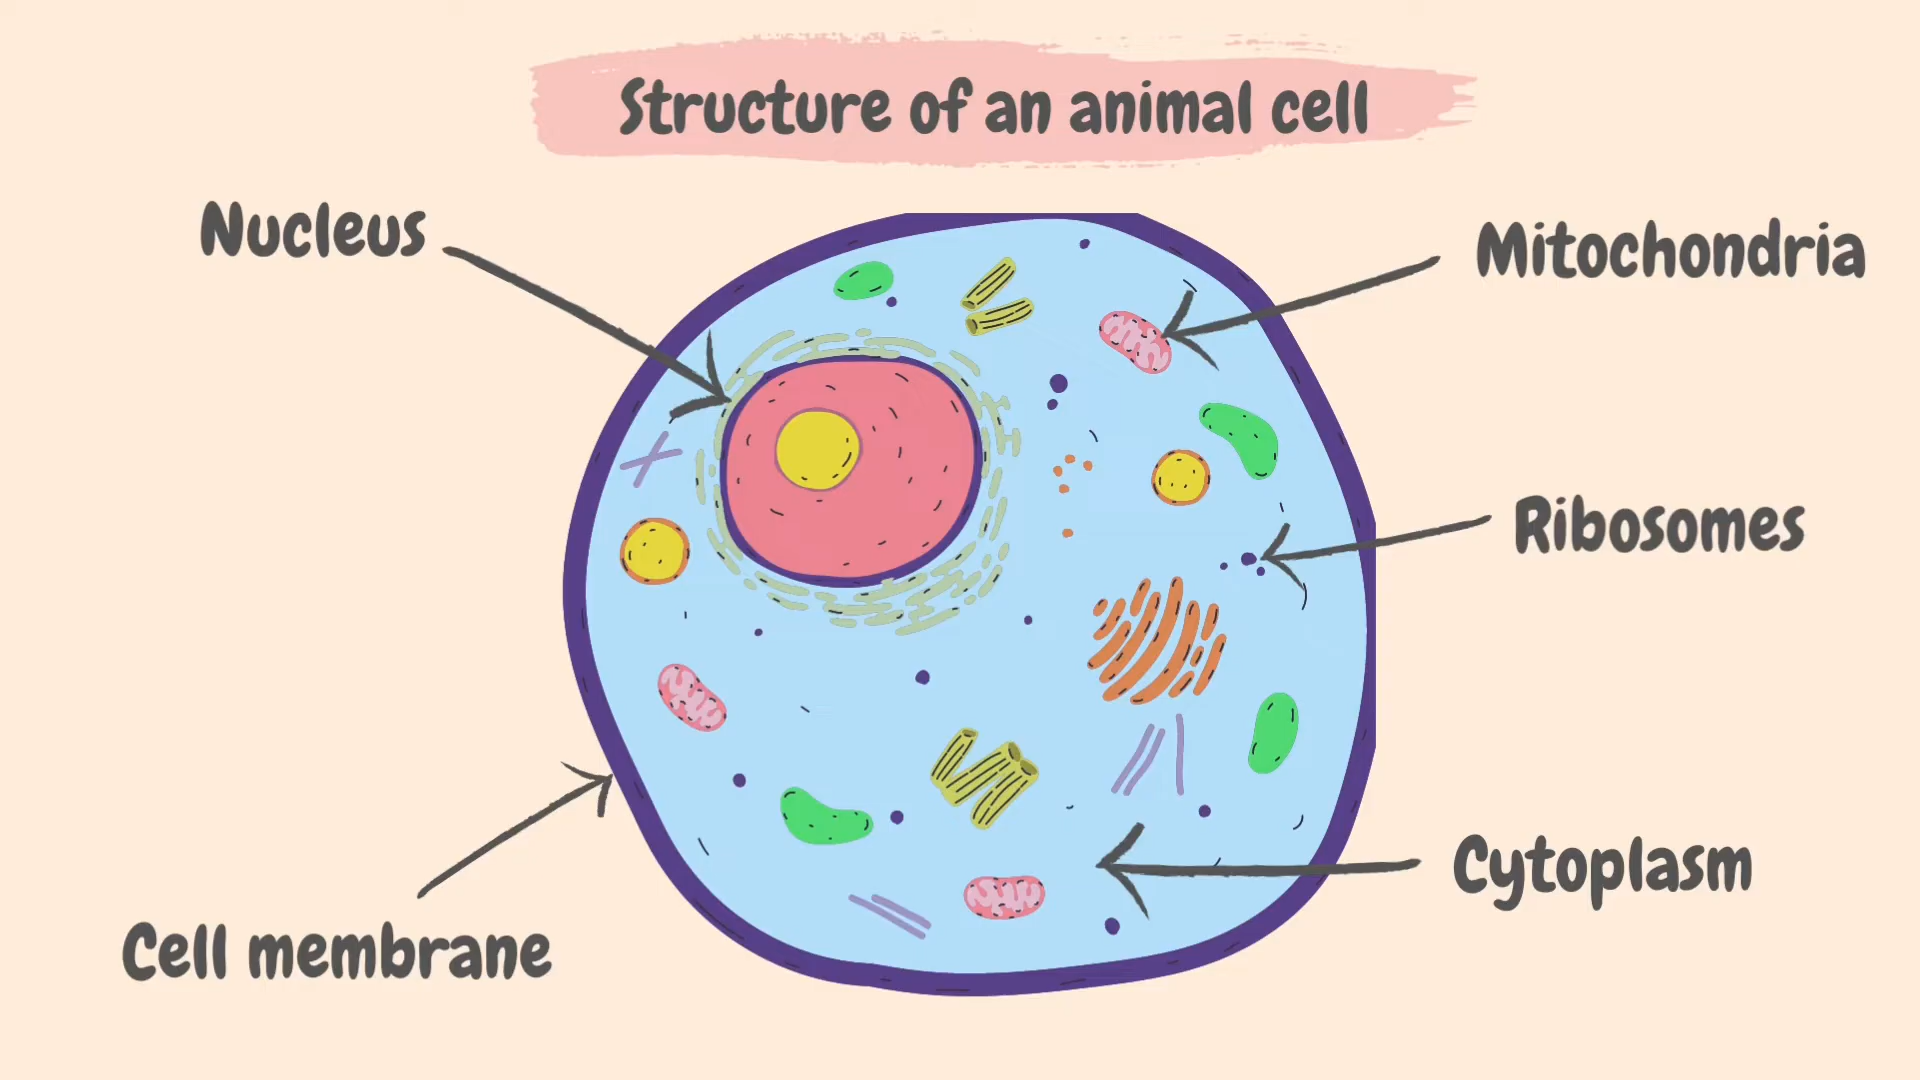 Structure of an animal cell
Nucleus
Mitochondria
Ribosomes
Cytoplasm
Cell membrane